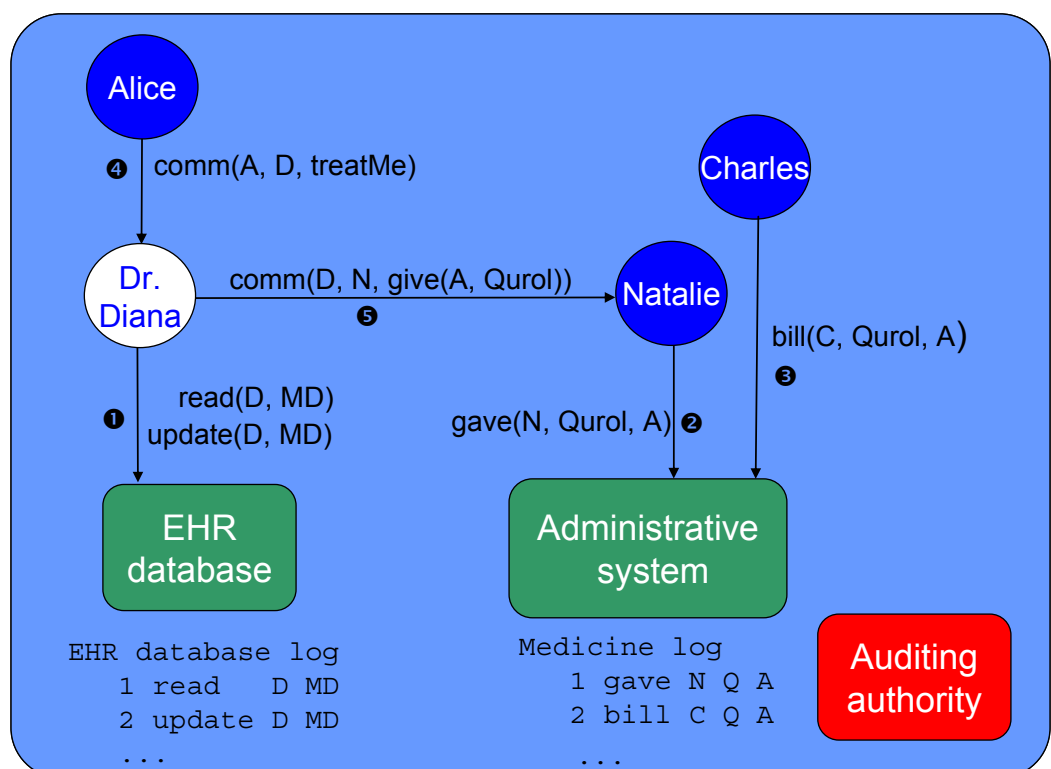 Alice
❹ comm(A, D, treatMe)
Charles
Dr.
Diana
comm(D, N, give(A, Qurol))
❺
Natalie
bill(C, Qurol, A)
❸
❶
read(D, MD)
update(D, MD)
gave(N, Qurol, A) ❷
EHR
database
Administrative
system
EHR database log
1 read D MD
2 update D MD
...
Medicine log
1 gave N Q A
2 bill C Q A
...
Auditing
authority